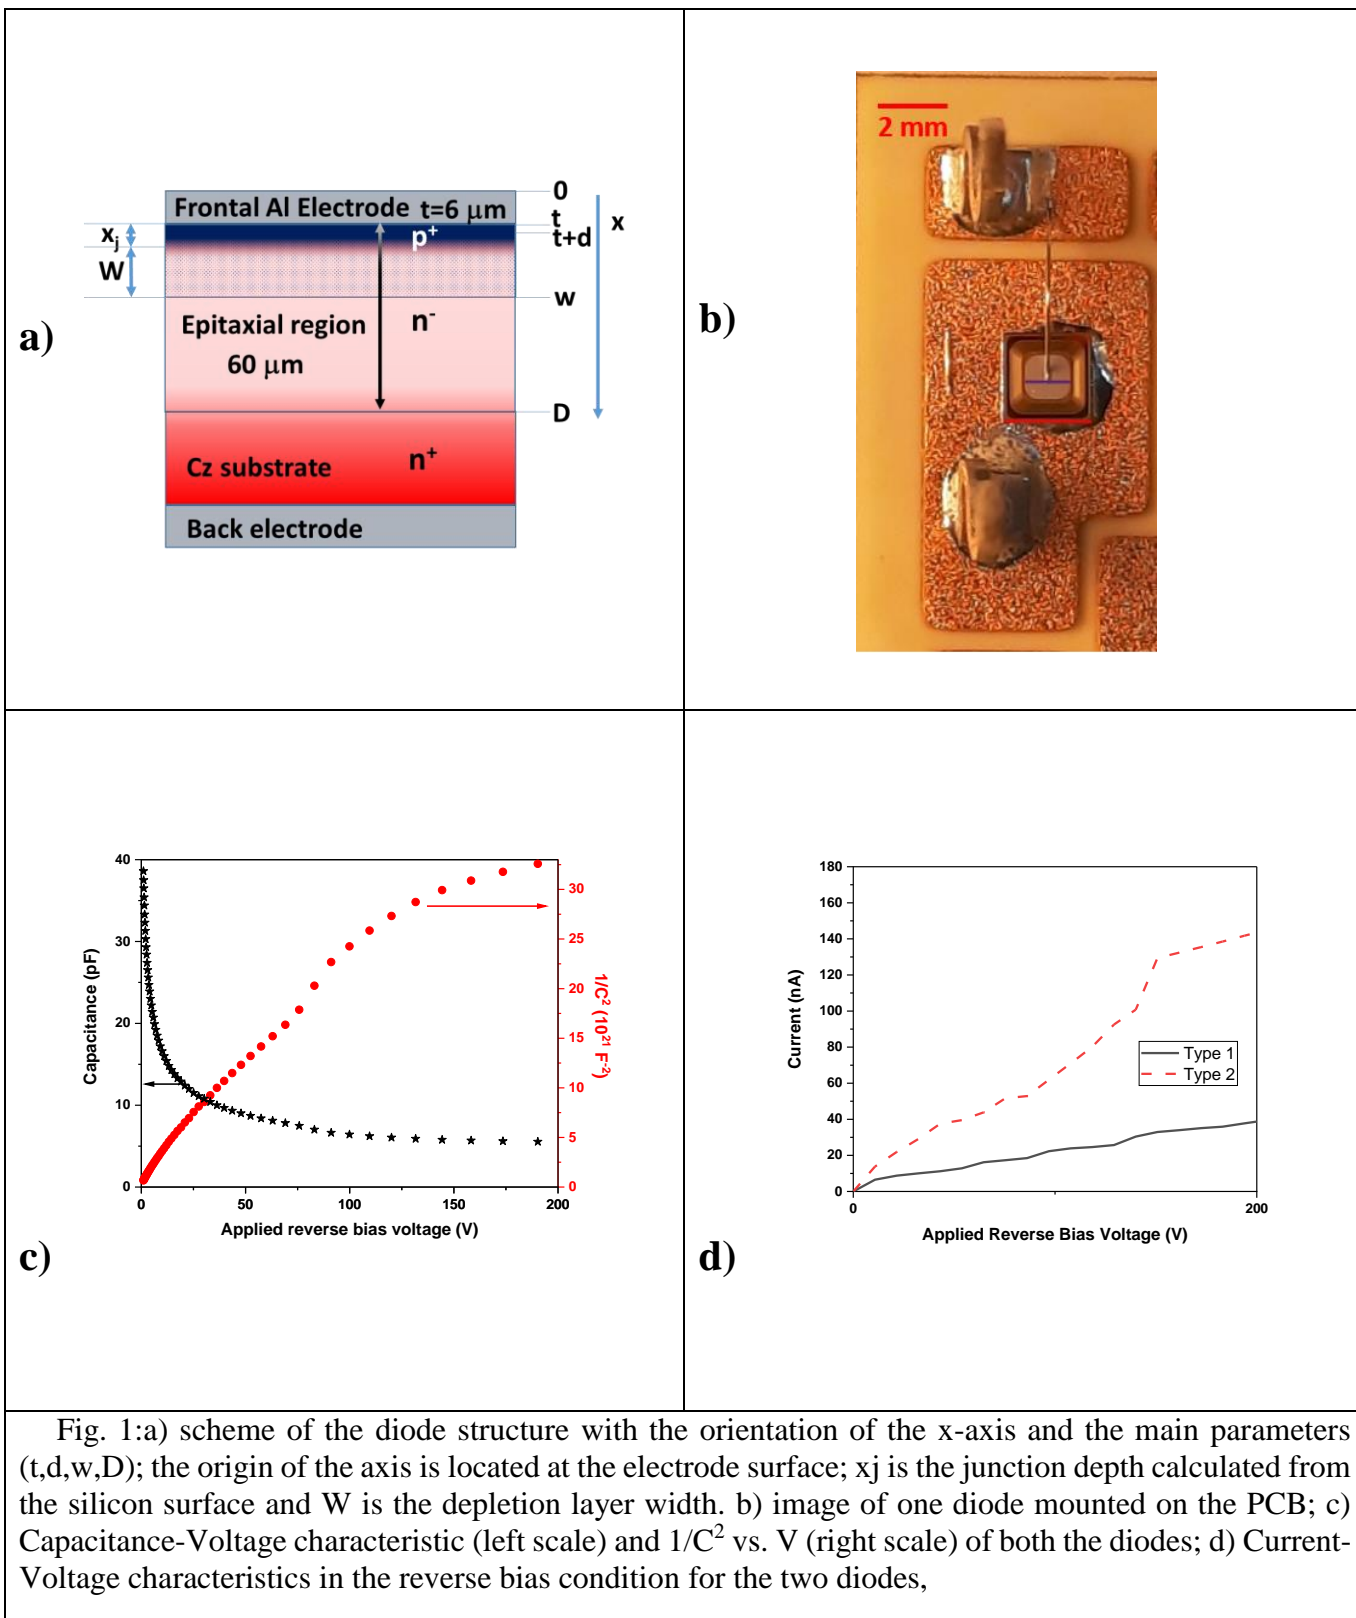 a)
Frontal Al Electrode t=6 μm
p⁺
Epitaxial region
60 μm
n⁻
Cz substrate
n⁺
Back electrode
xⱼ
W
0
t
t+d
w
D
x
b)
2 mm
c)
40
30
20
10
0
Capacitance (pF)
0
50
100
150
200
Applied reverse bias voltage (V)
30
25
20
15
10
5
0
1/C² (10²¹ F⁻²)
d)
180
160
140
120
100
80
60
40
20
0
Current (nA)
0
200
Applied Reverse Bias Voltage (V)
Type 1
Type 2
Fig. 1:a) scheme of the diode structure with the orientation of the x-axis and the main parameters
(t,d,w,D); the origin of the axis is located at the electrode surface; xj is the junction depth calculated from
the silicon surface and W is the depletion layer width. b) image of one diode mounted on the PCB; c)
Capacitance-Voltage characteristic (left scale) and 1/C² vs. V (right scale) of both the diodes; d) Current-
Voltage characteristics in the reverse bias condition for the two diodes,